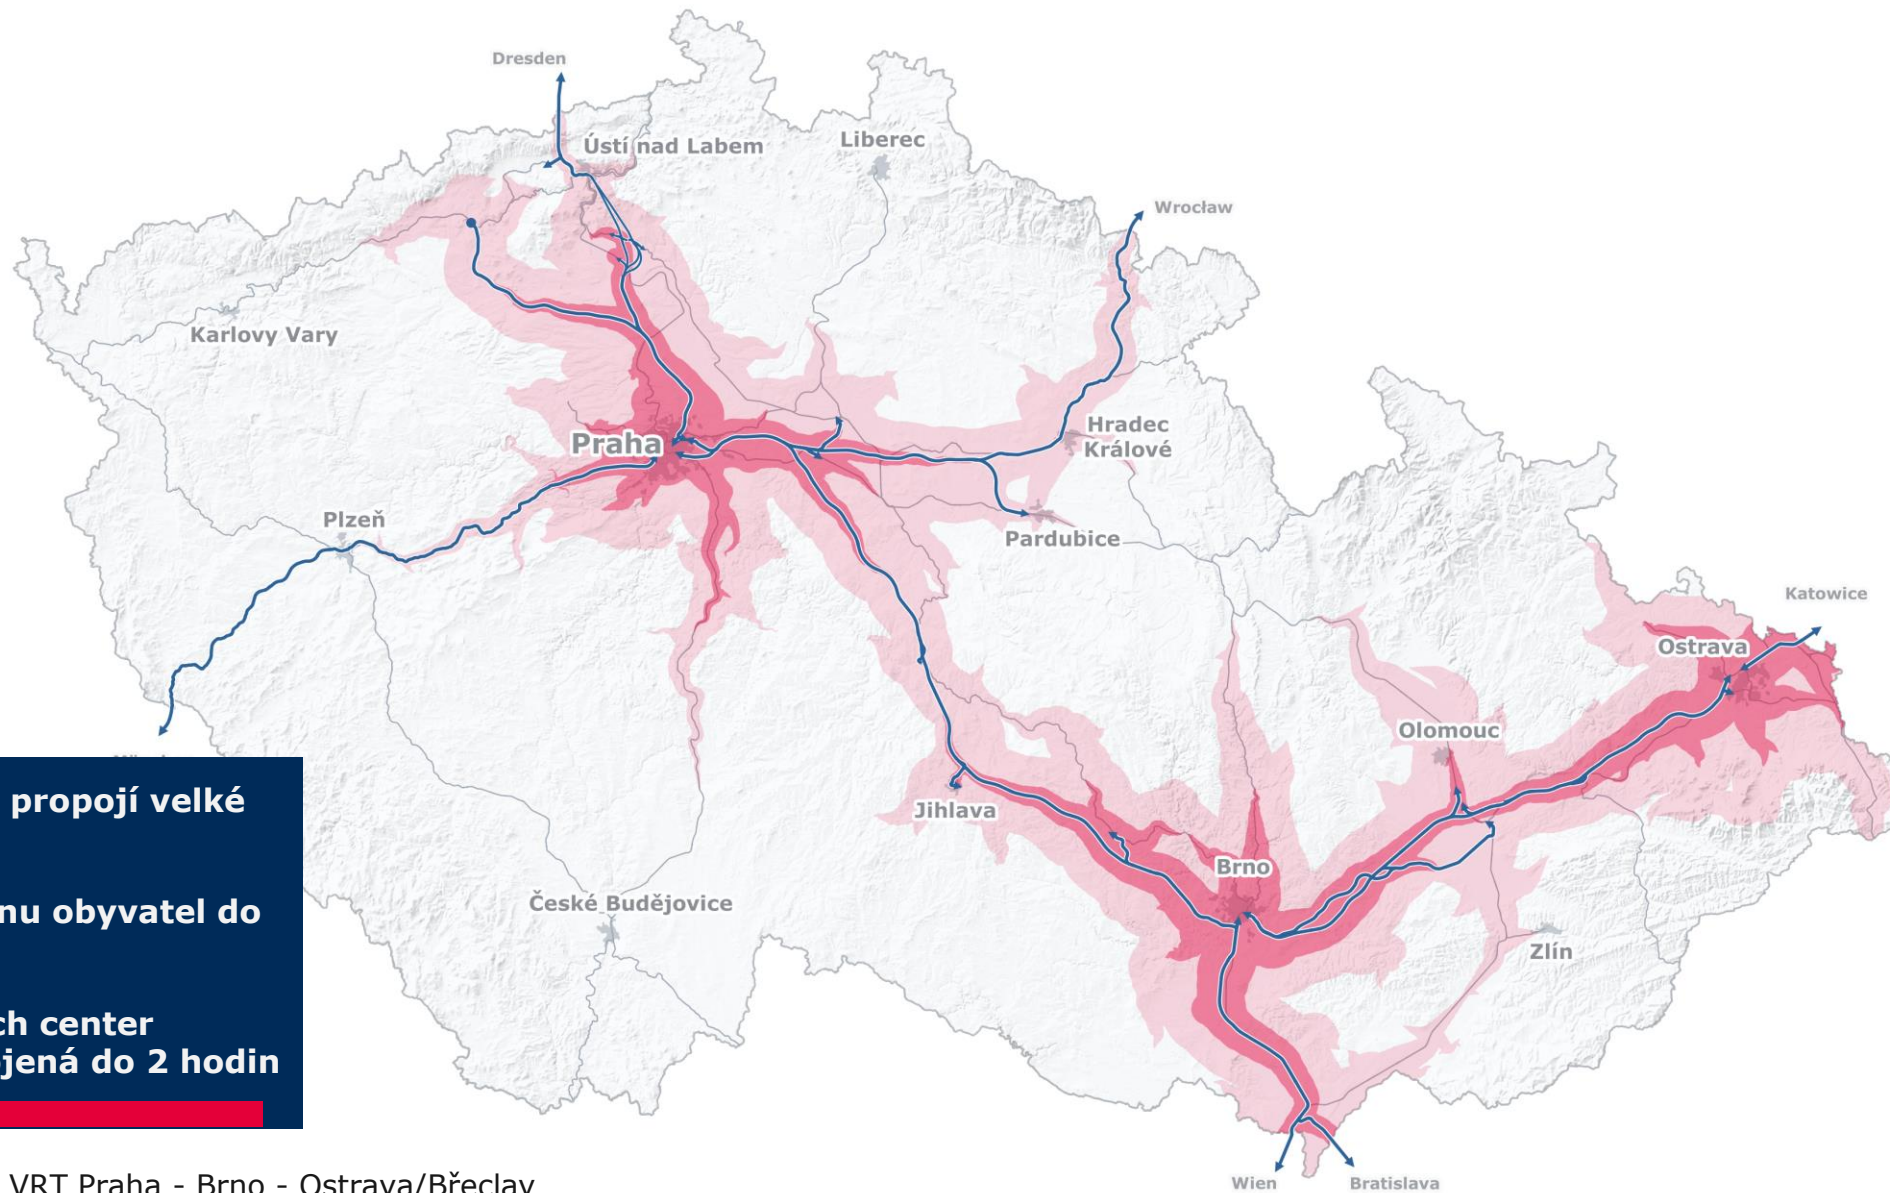 Dresden
Ústí nad Labem
Liberec
Wrocław
Karlovy Vary
Praha
Hradec
Králové
Plzeň
Pardubice
Katowice
Ostrava
Olomouc
Jihlava
Brno
České Budějovice
Zlín
Wien
Bratislava
propojí velké
nu obyvatel do
ch center
jená do 2 hodin
VRT Praha - Brno - Ostrava/Břeclav